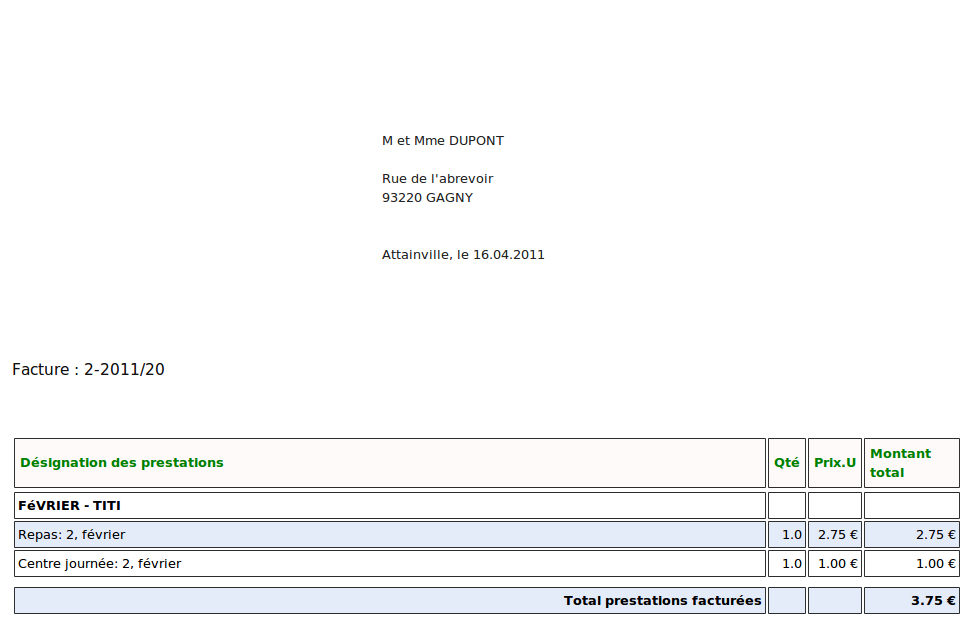 M et Mme DUPONT
Rue de l'abrevoir
93220 GAGNY
Attainville, le 16.04.2011
Facture : 2-2011/20
Désignation des prestations Qté Prix.U Montant total
FéVRIER - TITI
Repas: 2, février 1.0 2.75 € 2.75 €
Centre journée: 2, février 1.0 1.00 € 1.00 €
Total prestations facturées 3.75 €